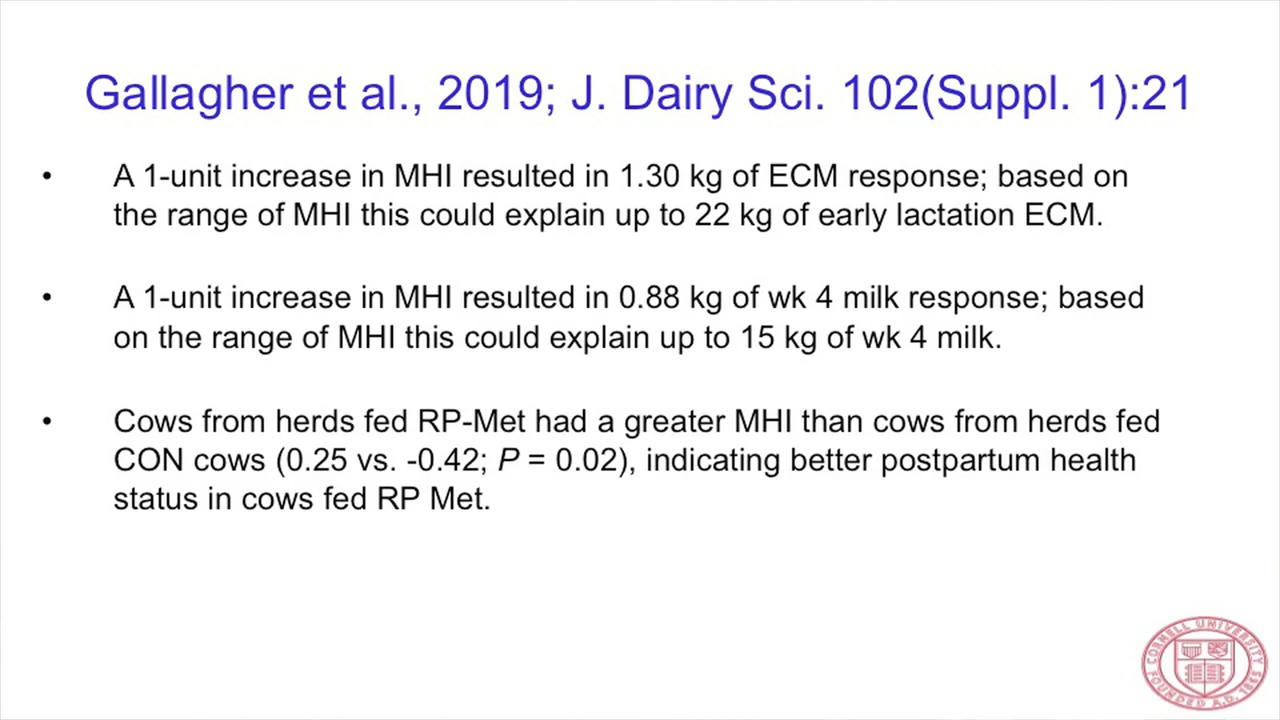 Gallagher et al., 2019; J. Dairy Sci. 102(Suppl. 1):21
• A 1-unit increase in MHI resulted in 1.30 kg of ECM response; based on
the range of MHI this could explain up to 22 kg of early lactation ECM.
• A 1-unit increase in MHI resulted in 0.88 kg of wk 4 milk response; based
on the range of MHI this could explain up to 15 kg of wk 4 milk.
• Cows from herds fed RP-Met had a greater MHI than cows from herds fed
CON cows (0.25 vs. -0.42; P = 0.02), indicating better postpartum health
status in cows fed RP Met.
CORNELL UNIVERSITY
FOUNDED A.D. 1865